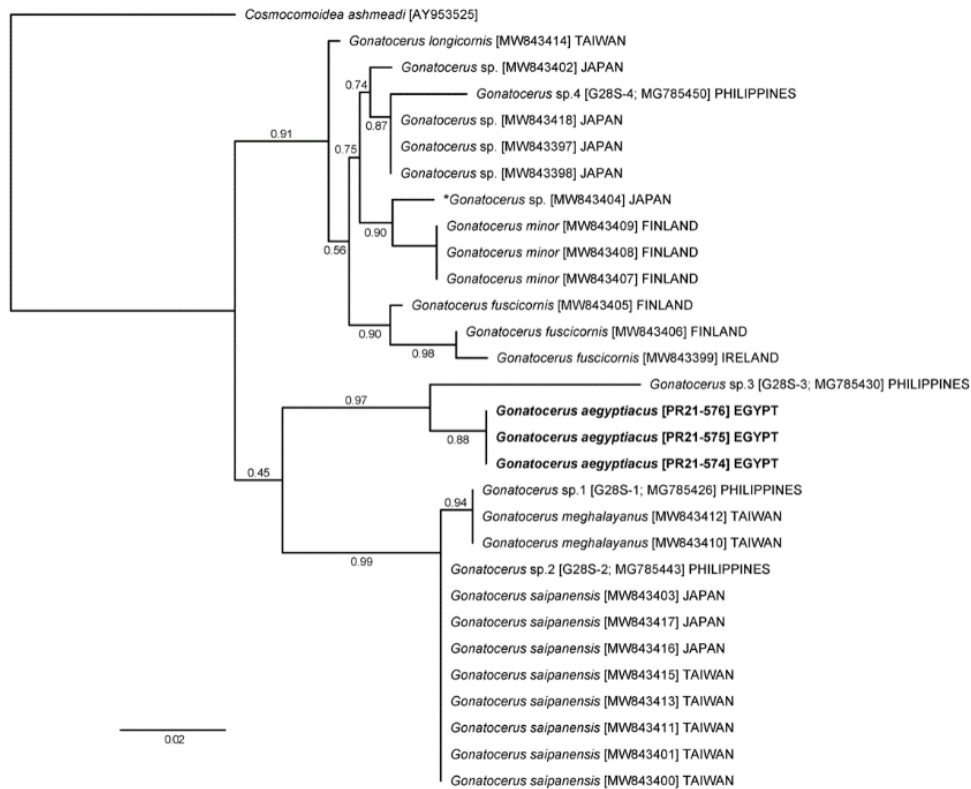 Cosmocomoidea ashmeadi [AY953525]
Gonatocerus longicornis [MW843414] TAIWAN
Gonatocerus sp. [MW843402] JAPAN
0.74
Gonatocerus sp.4 [G28S-4; MG785450] PHILIPPINES
Gonatocerus sp. [MW843418] JAPAN
0.87
0.91
Gonatocerus sp. [MW843397] JAPAN
0.75
Gonatocerus sp. [MW843398] JAPAN
*Gonatocerus sp. [MW843404] JAPAN
Gonatocerus minor [MW843409] FINLAND
0.90
0.56
Gonatocerus minor [MW843408] FINLAND
Gonatocerus minor [MW843407] FINLAND
Gonatocerus fuscicornis [MW843405] FINLAND
0.90
Gonatocerus fuscicornis [MW843406] FINLAND
0.98
Gonatocerus fuscicornis [MW843399] IRELAND
Gonatocerus sp.3 [G28S-3; MG785430] PHILIPPINES
0.97
Gonatocerus aegyptiacus [PR21-576] EGYPT
Gonatocerus aegyptiacus [PR21-575] EGYPT
0.88
Gonatocerus aegyptiacus [PR21-574] EGYPT
0.45
Gonatocerus sp.1 [G28S-1; MG785426] PHILIPPINES
0.94
Gonatocerus meghalayanus [MW843412] TAIWAN
Gonatocerus meghalayanus [MW843410] TAIWAN
0.99
Gonatocerus sp.2 [G28S-2; MG785443] PHILIPPINES
Gonatocerus saipanensis [MW843403] JAPAN
Gonatocerus saipanensis [MW843417] JAPAN
Gonatocerus saipanensis [MW843416] JAPAN
Gonatocerus saipanensis [MW843415] TAIWAN
Gonatocerus saipanensis [MW843413] TAIWAN
Gonatocerus saipanensis [MW843411] TAIWAN
Gonatocerus saipanensis [MW843401] TAIWAN
Gonatocerus saipanensis [MW843400] TAIWAN
0.02